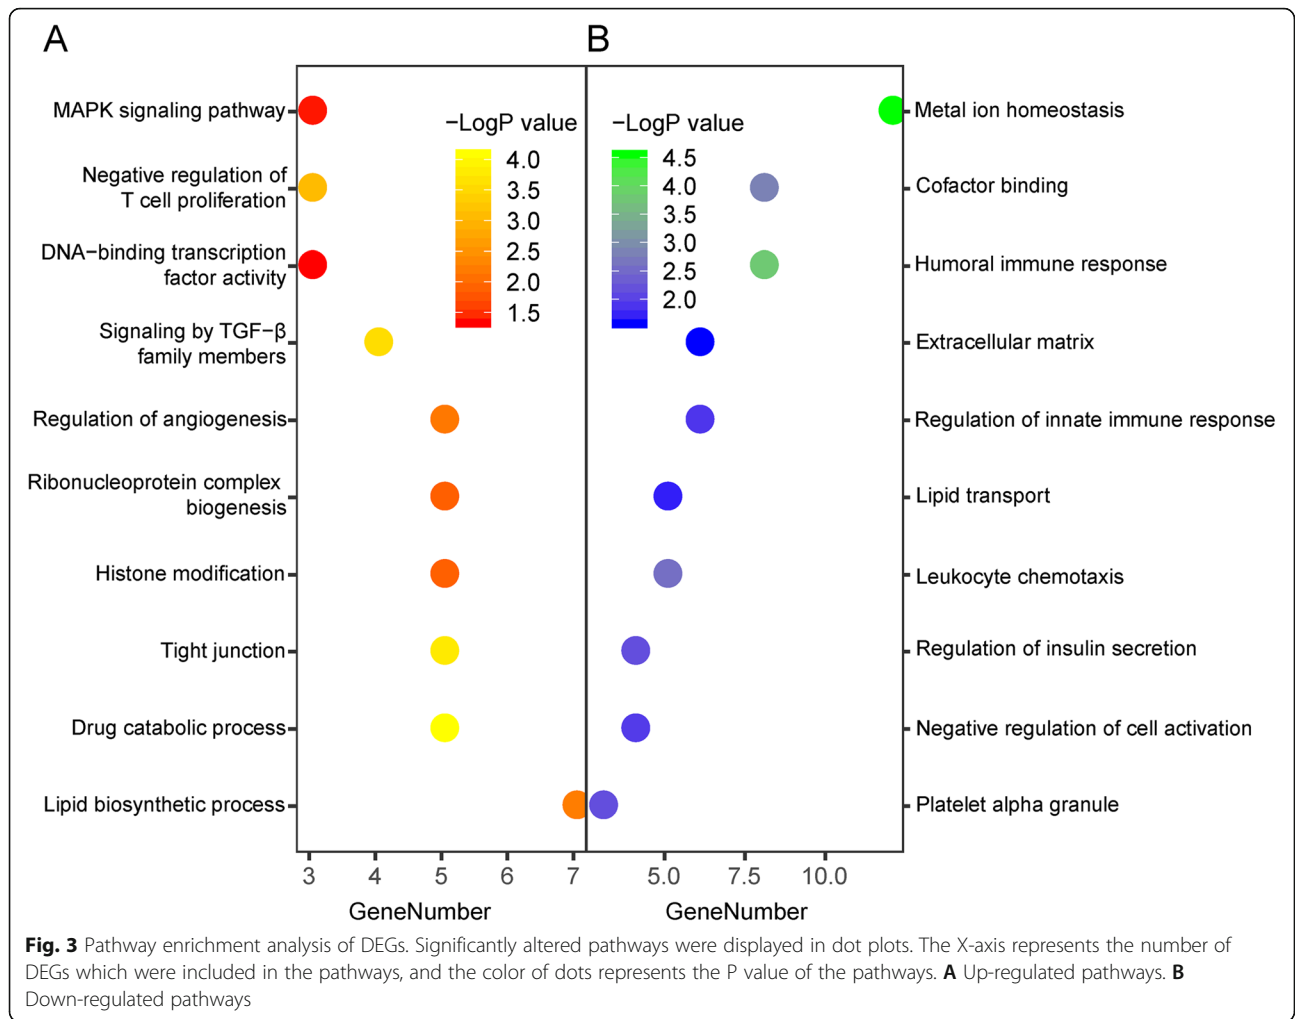 A
B
MAPK signaling pathway
Negative regulation of
T cell proliferation
DNA−binding transcription
factor activity
Signaling by TGF−β
family members
Regulation of angiogenesis
Ribonucleoprotein complex
biogenesis
Histone modification
Tight junction
Drug catabolic process
Lipid biosynthetic process
−LogP value
4.0
3.5
3.0
2.5
2.0
1.5
−LogP value
4.5
4.0
3.5
3.0
2.5
2.0
Metal ion homeostasis
Cofactor binding
Humoral immune response
Extracellular matrix
Regulation of innate immune response
Lipid transport
Leukocyte chemotaxis
Regulation of insulin secretion
Negative regulation of cell activation
Platelet alpha granule
3 4 5 6 7
5.0 7.5 10.0
GeneNumber
GeneNumber
Fig. 3 Pathway enrichment analysis of DEGs. Significantly altered pathways were displayed in dot plots. The X-axis represents the number of
DEGs which were included in the pathways, and the color of dots represents the P value of the pathways. A Up-regulated pathways. B
Down-regulated pathways